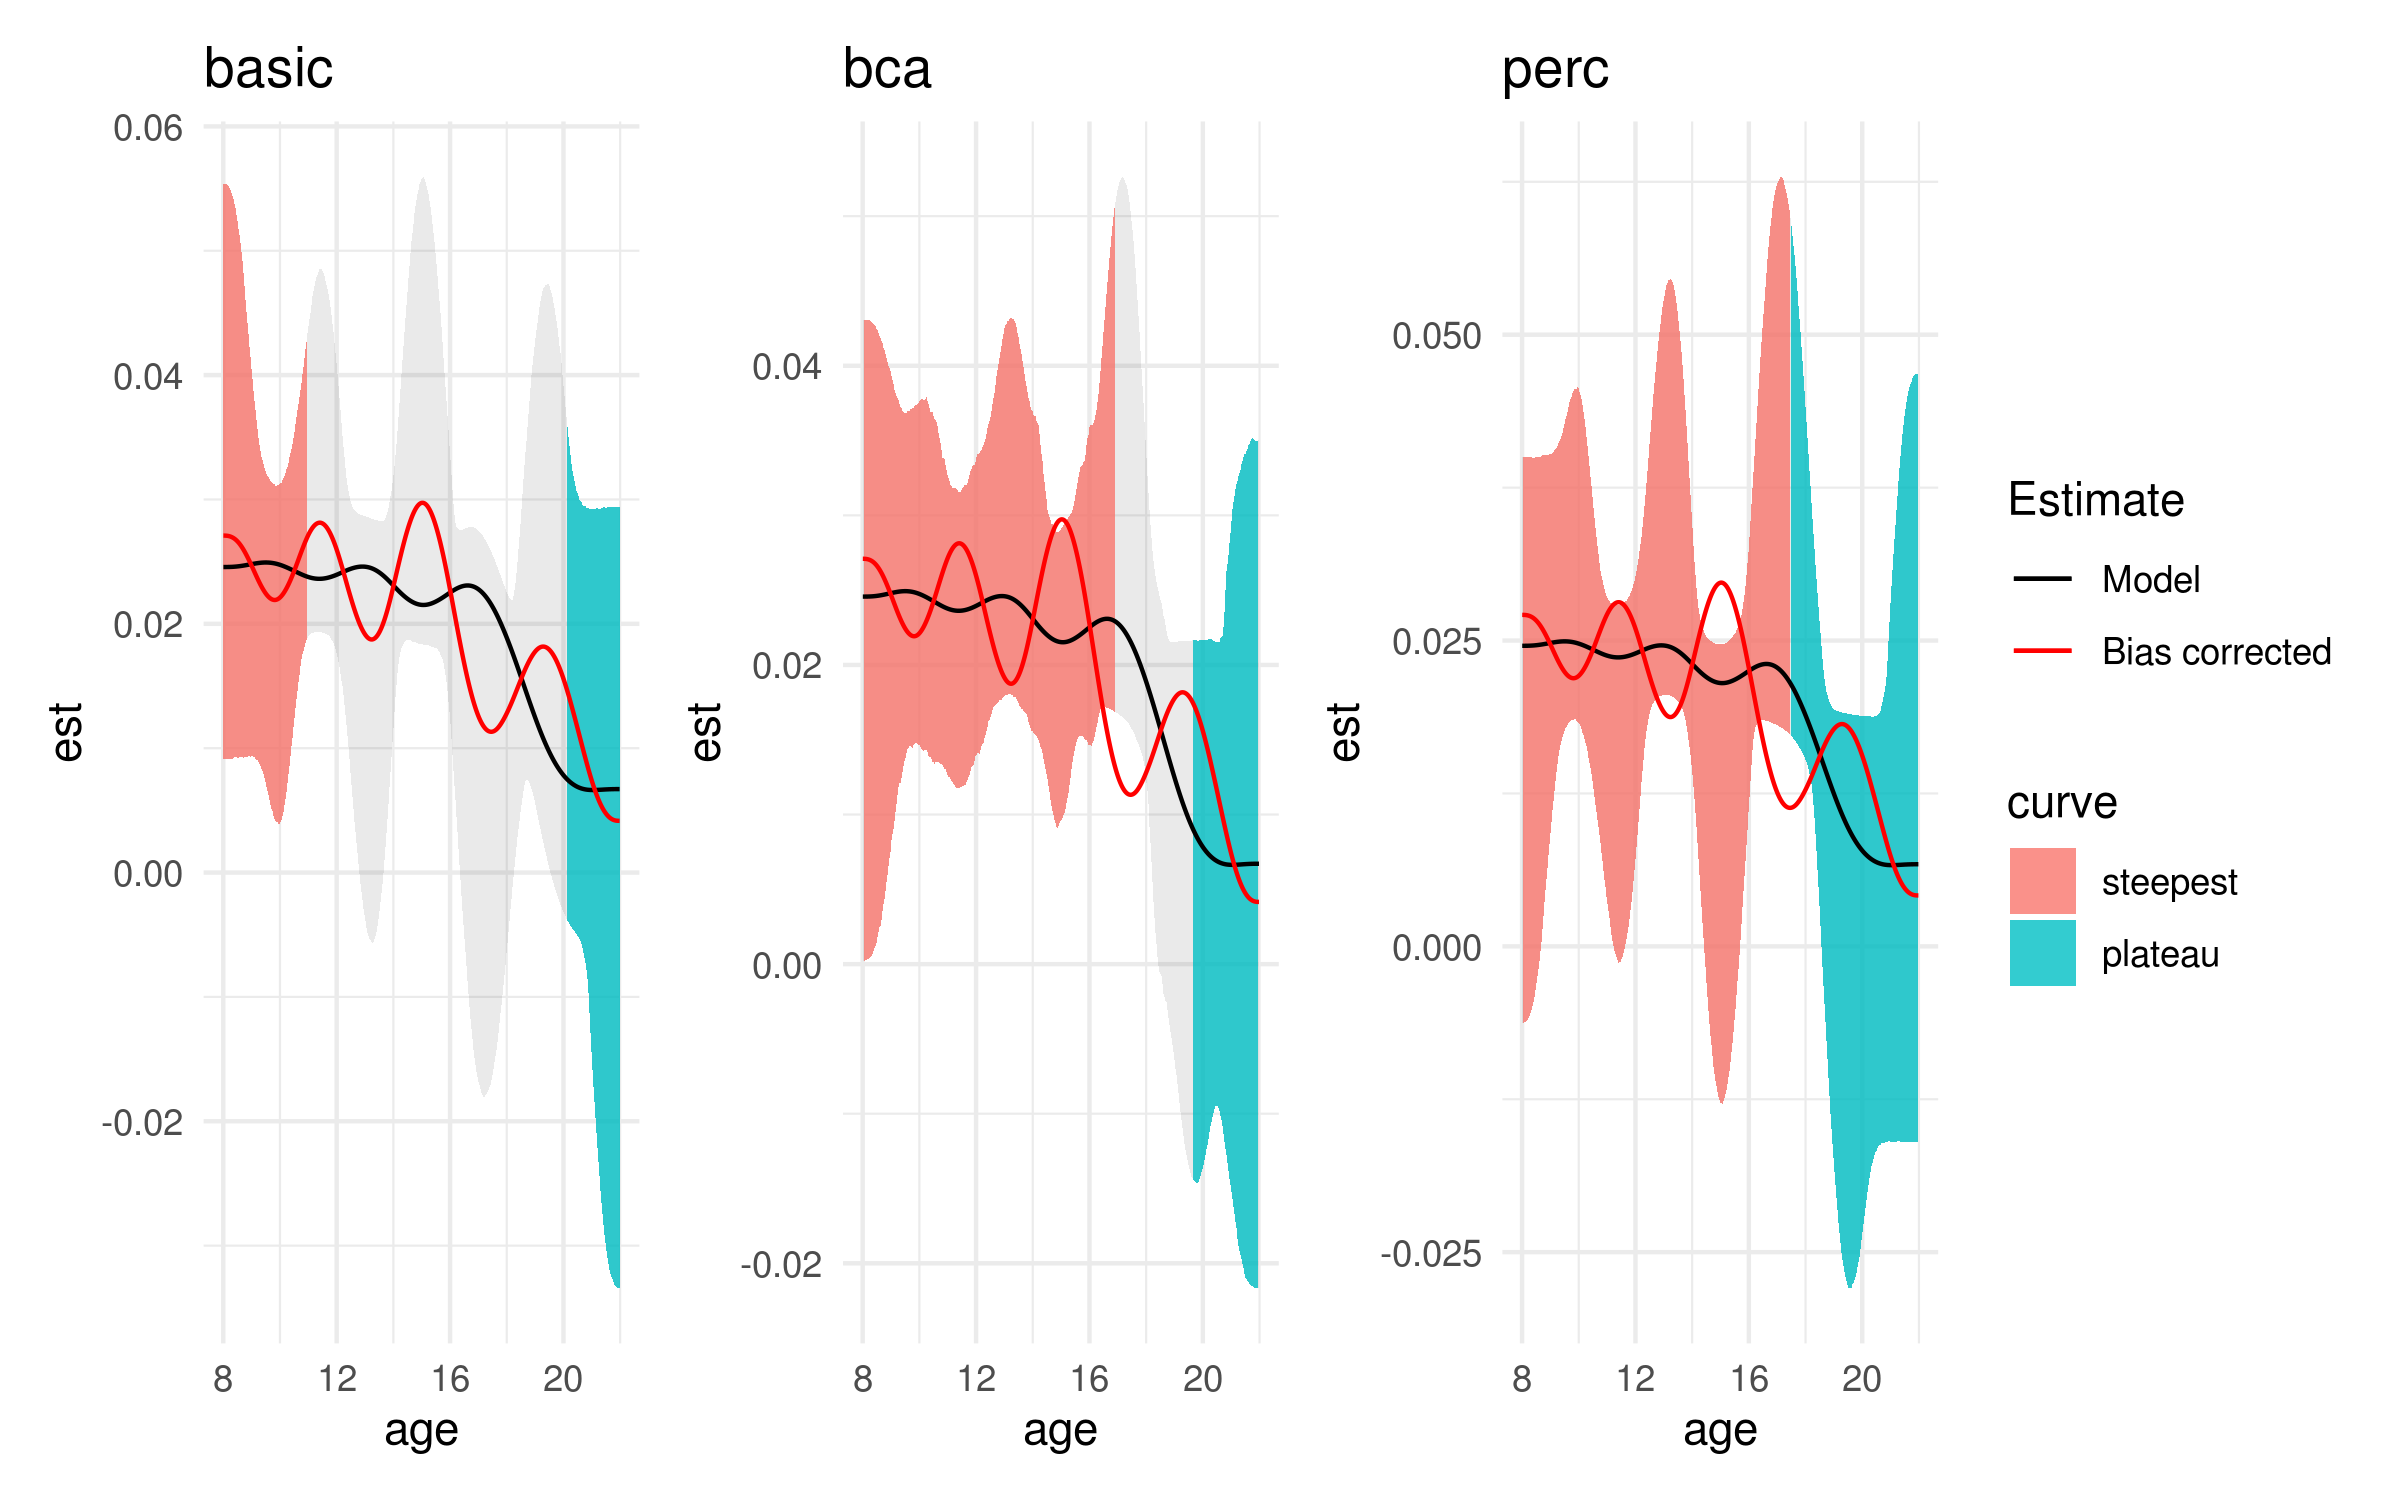 basic
0.06
0.04
0.02
0.00
-0.02
est
8 12 16 20
age
bca
0.04
0.02
0.00
-0.02
est
8 12 16 20
age
perc
0.050
0.025
0.000
-0.025
est
8 12 16 20
age
Estimate
Model
Bias corrected
curve
steepest
plateau